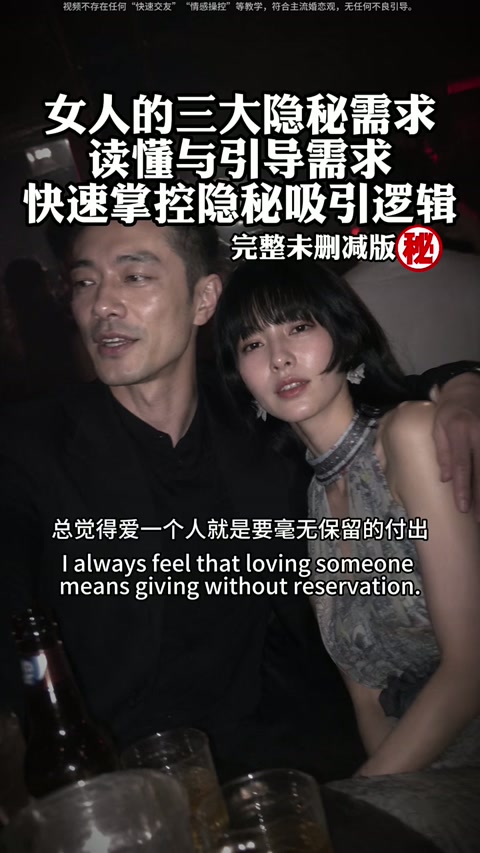 视频不存在任何“快速交友”“情感操控”等教学，符合主流婚恋观，无任何不良引导。
女人的三大隐秘需求
读懂与引导需求
快速掌控隐秘吸引逻辑
完整未删减版 秘
总觉得爱一个人就是要毫无保留的付出
I always feel that loving someone
means giving without reservation.